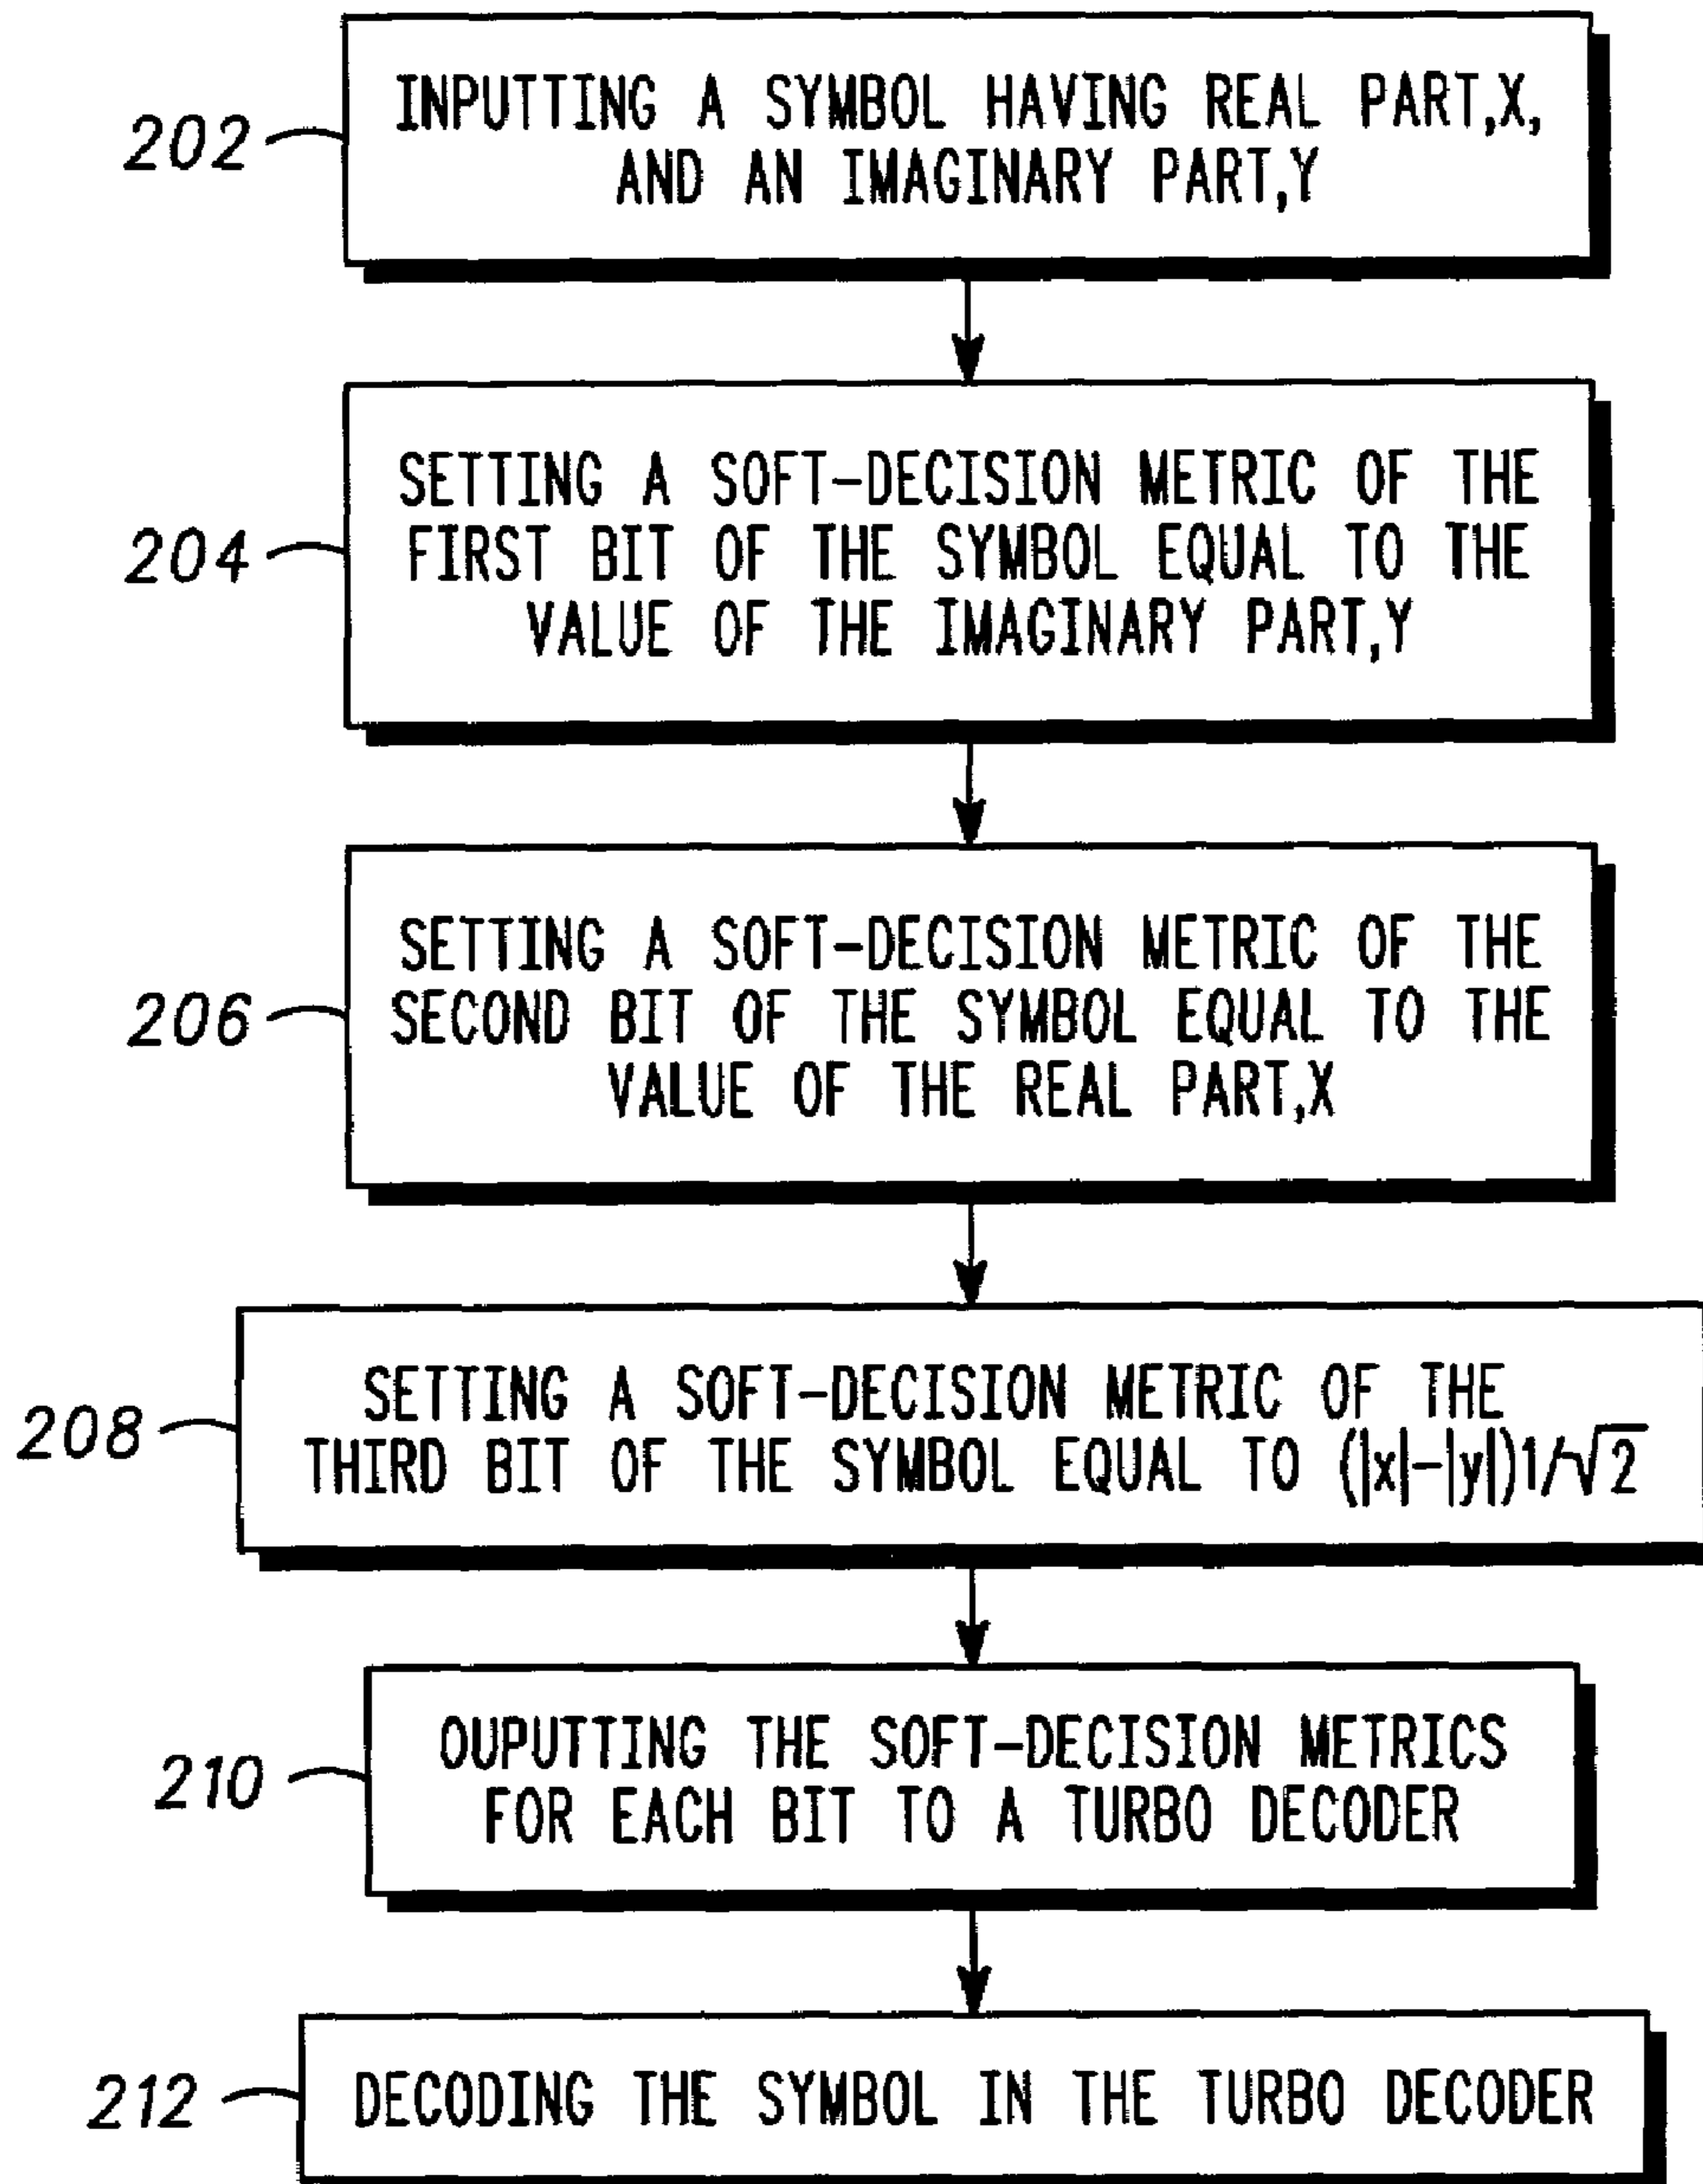 202
INPUTTING A SYMBOL HAVING REAL PART,X,
AND AN IMAGINARY PART,Y
204
SETTING A SOFT-DECISION METRIC OF THE
FIRST BIT OF THE SYMBOL EQUAL TO THE
VALUE OF THE IMAGINARY PART,Y
206
SETTING A SOFT-DECISION METRIC OF THE
SECOND BIT OF THE SYMBOL EQUAL TO THE
VALUE OF THE REAL PART,X
208
SETTING A SOFT-DECISION METRIC OF THE
THIRD BIT OF THE SYMBOL EQUAL TO (|x|-|y|)1/√2
210
OUPUTTING THE SOFT-DECISION METRICS
FOR EACH BIT TO A TURBO DECODER
212
DECODING THE SYMBOL IN THE TURBO DECODER